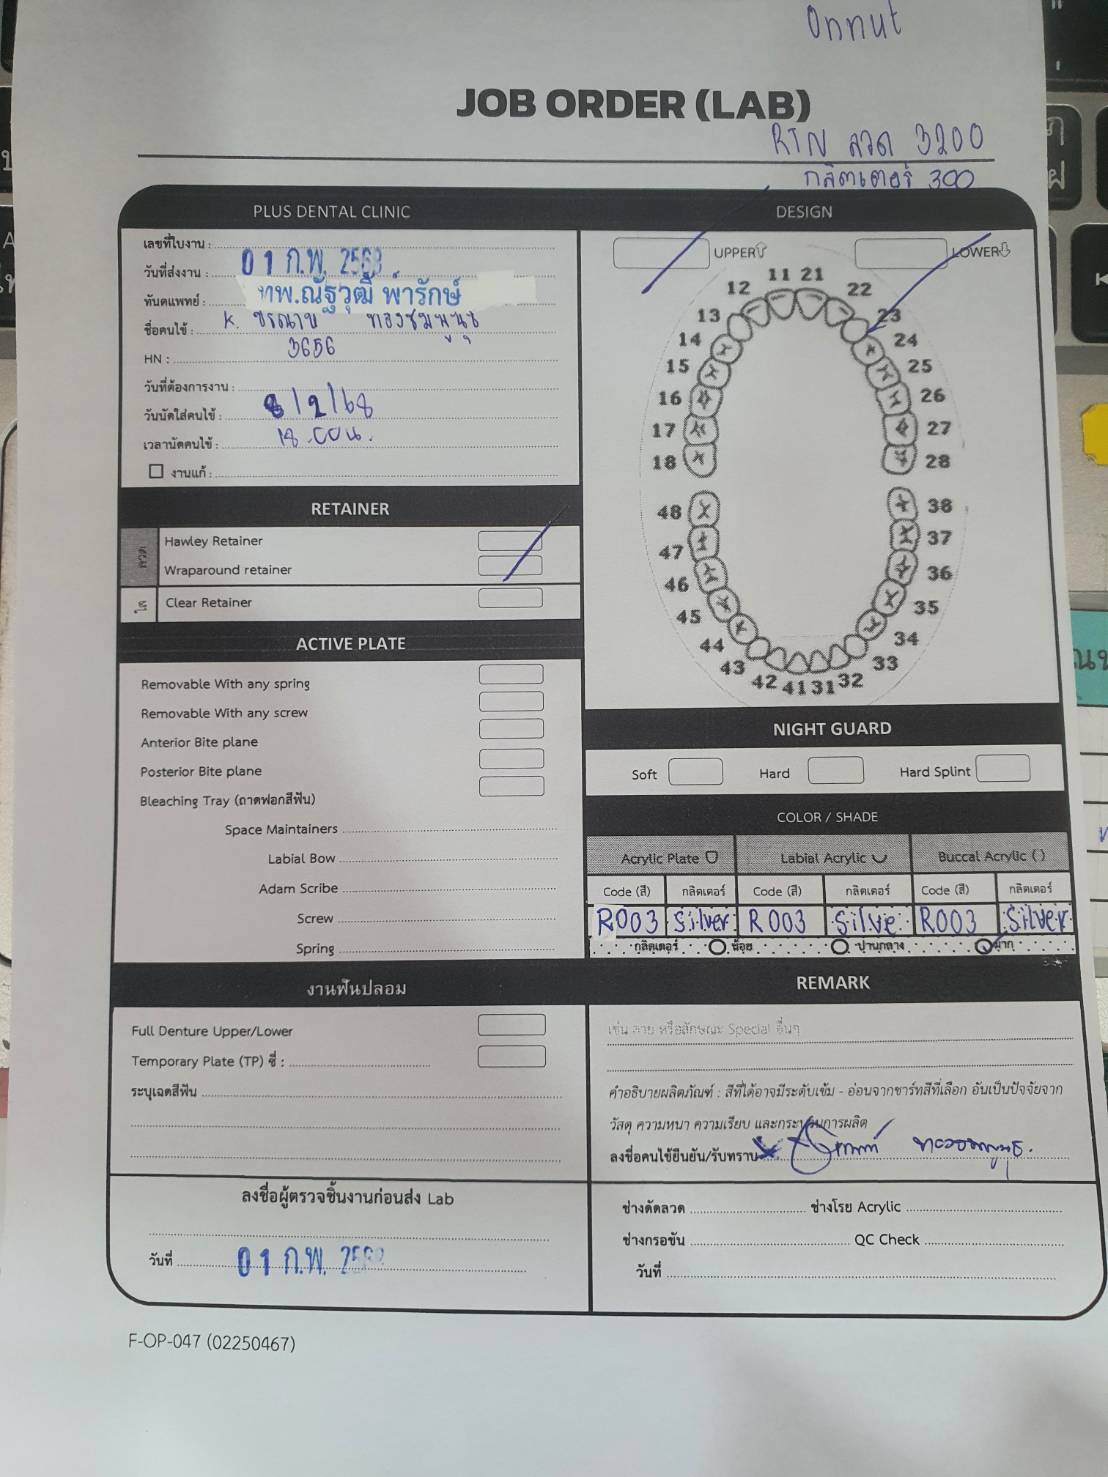 Onnut
JOB ORDER (LAB)
RTN ลวด 3200
กลิตเตอร์ 300
PLUS DENTAL CLINIC
DESIGN
เลขที่ใบงาน :
วันที่ส่งงาน : 01 ก.พ. 2568
ทันตแพทย์ : ทพ.ณัฐวุฒิ พ่ารักษ์
ชื่อคนไข้ : K.
HN : 3656
วันที่ต้องการงาน :
วันนัดใส่คนไข้ : 8/2/68
เวลานัดคนไข้ : 18.00น.
งานแก้ :
UPPER
LOWER
11 21
12 22
13 23
14 24
15 25
16 26
17 27
18 28
48 38
47 37
46 36
45 35
44 34
43 33
42 41 31 32
RETAINER
ลวด
Hawley Retainer
Wraparound retainer
ใส
Clear Retainer
ACTIVE PLATE
Removable With any spring
Removable With any screw
Anterior Bite plane
Posterior Bite plane
Bleaching Tray (ถาดฟอกสีฟัน)
Space Maintainers
Labial Bow
Adam Scribe
Screw
Spring
NIGHT GUARD
Soft Hard Hard Splint
COLOR / SHADE
Acrylic Plate Labial Acrylic Buccal Acrylic ( )
Code (สี) กลิตเตอร์ Code (สี) กลิตเตอร์ Code (สี) กลิตเตอร์
R003 Silver R003 Silve R003 Silver
กลิตเตอร์ น้อย ปานกลาง มาก
งานฟันปลอม
Full Denture Upper/Lower
Temporary Plate (TP) ซี่ :
ระบุเฉดสีฟัน
REMARK
เช่น ลาย หรือลักษณะ Special อื่นๆ
คำอธิบายผลิตภัณฑ์ : สีที่ได้อาจมีระดับเข้ม - อ่อนจากชาร์ทสีที่เลือก อันเป็นปัจจัยจาก
วัสดุ ความหนา ความเรียบ และกระบวนการผลิต
ลงชื่อคนไข้ยืนยัน/รับทราบ
ลงชื่อผู้ตรวจชิ้นงานก่อนส่ง Lab
วันที่ 01 ก.พ. 2568
ช่างดัดลวด ช่างโรย Acrylic
ช่างกรอขัน QC Check
วันที่
F-OP-047 (02250467)